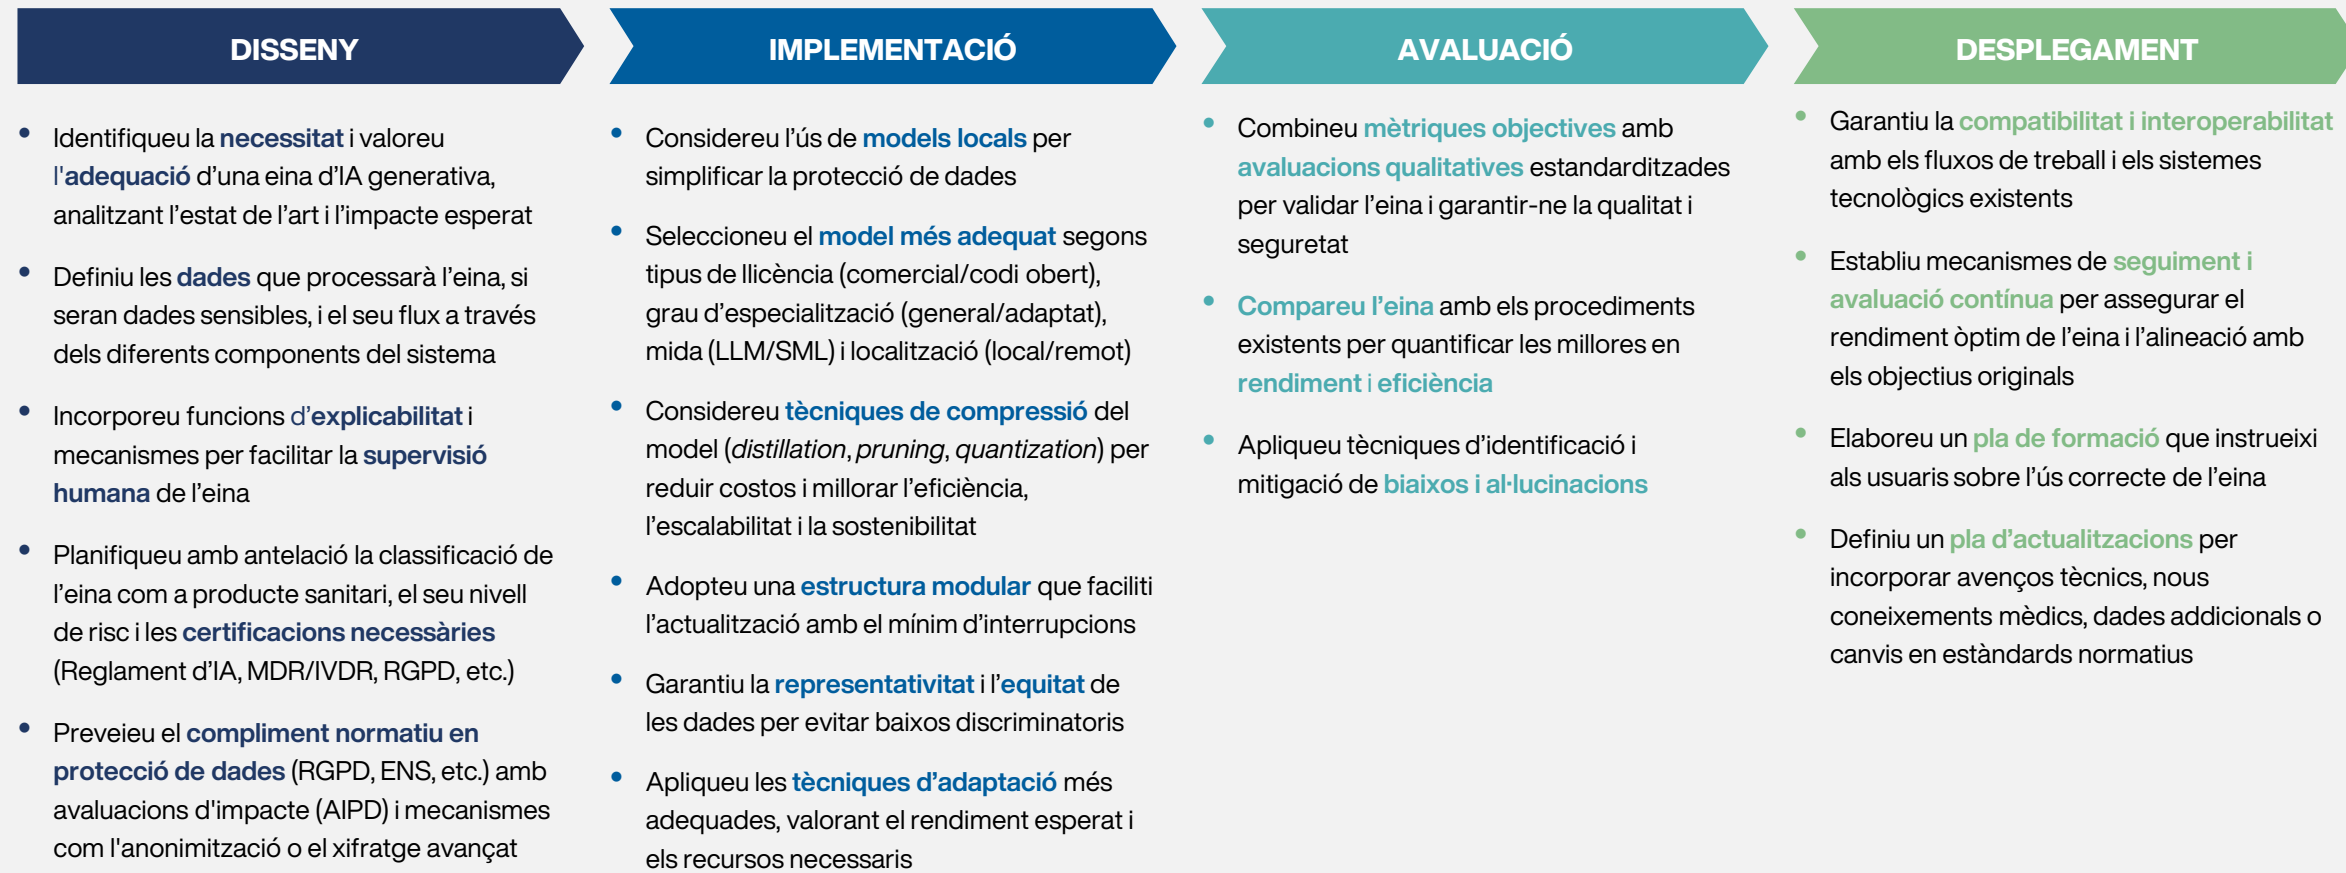 DISSENY
Identifiqueu la necessitat i valoreu
l'adequació d’una eina d’IA generativa,
analitzant l’estat de l’art i l’impacte esperat
Definiu les dades que processarà l’eina, si
seran dades sensibles, i el seu flux a través
dels diferents components del sistema
Incorporeu funcions d’explicabilitat i
mecanismes per facilitar la supervisió
humana de l’eina
Planifiqueu amb antelació la classificació de
l’eina com a producte sanitari, el seu nivell
de risc i les certificacions necessàries
(Reglament d’IA, MDR/IVDR, RGPD, etc.)
Preveieu el compliment normatiu en
protecció de dades (RGPD, ENS, etc.) amb
avaluacions d'impacte (AIPD) i mecanismes
com l'anonimització o el xifratge avançat
IMPLEMENTACIÓ
Considereu l’ús de models locals per
simplificar la protecció de dades
Seleccioneu el model més adequat segons
tipus de llicència (comercial/codi obert),
grau d’especialització (general/adaptat),
mida (LLM/SML) i localització (local/remot)
Considereu tècniques de compressió del
model (distillation, pruning, quantization) per
reduir costos i millorar l’eficiència,
l’escalabilitat i la sostenibilitat
Adopteu una estructura modular que faciliti
l’actualització amb el mínim d’interrupcions
Garantiu la representativitat i l’equitat de
les dades per evitar baixos discriminatoris
Apliqueu les tècniques d’adaptació més
adequades, valorant el rendiment esperat i
els recursos necessaris
AVALUACIÓ
Combineu mètriques objectives amb
avaluacions qualitatives estandarditzades
per validar l’eina i garantir-ne la qualitat i
seguretat
Compareu l’eina amb els procediments
existents per quantificar les millores en
rendiment i eficiència
Apliqueu tècniques d’identificació i
mitigació de biaixos i al·lucinacions
DESPLEGAMENT
Garantiu la compatibilitat i interoperabilitat
amb els fluxos de treball i els sistemes
tecnològics existents
Establiu mecanismes de seguiment i
avaluació contínua per assegurar el
rendiment òptim de l’eina i l’alineació amb
els objectius originals
Elaboreu un pla de formació que instrueixi
als usuaris sobre l’ús correcte de l’eina
Definiu un pla d’actualitzacions per
incorporar avenços tècnics, nous
coneixements mèdics, dades addicionals o
canvis en estàndards normatius